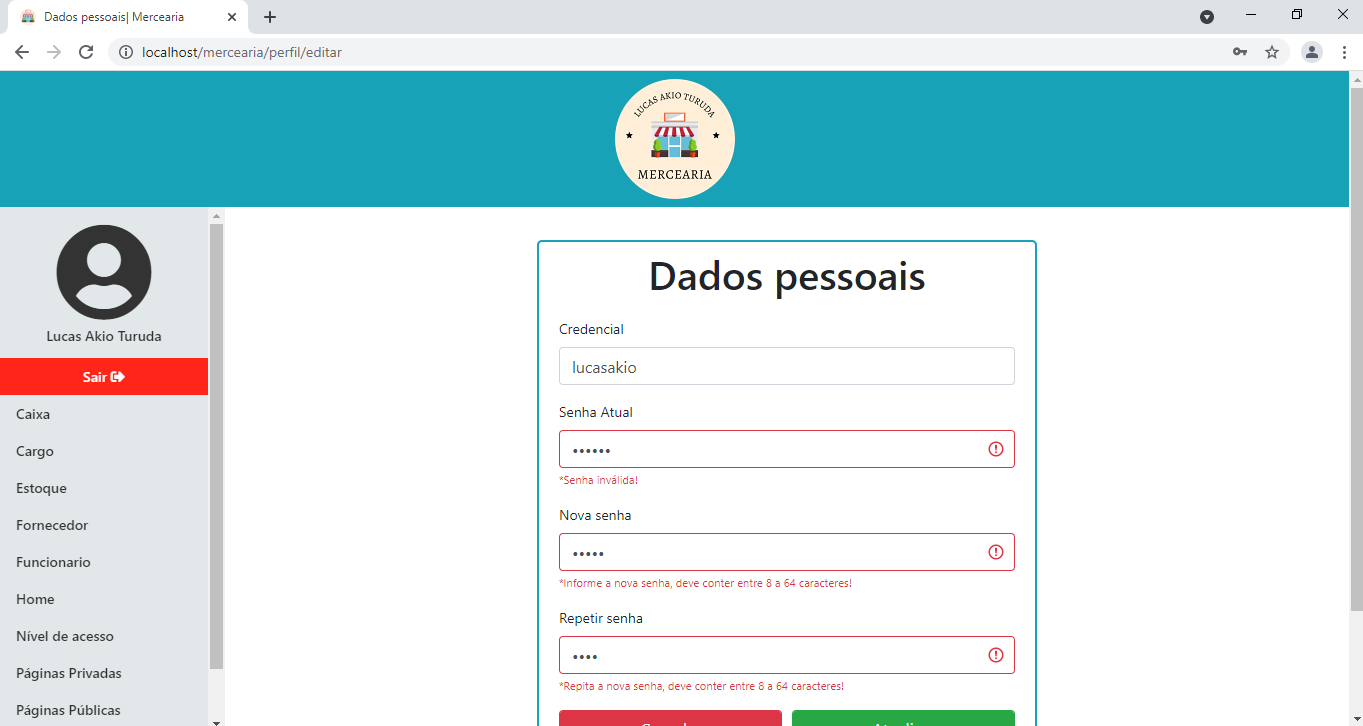 Dados pessoais| Mercearia
localhost/mercearia/perfil/editar
LUCAS AKIO TURUDA
MERCEARIA
Lucas Akio Turuda
Sair
Caixa
Cargo
Estoque
Fornecedor
Funcionario
Home
Nível de acesso
Páginas Privadas
Páginas Públicas
Dados pessoais
Credencial
lucasakio
Senha Atual
••••••
*Senha inválida!
Nova senha
•••••
*Informe a nova senha, deve conter entre 8 a 64 caracteres!
Repetir senha
••••
*Repita a nova senha, deve conter entre 8 a 64 caracteres!